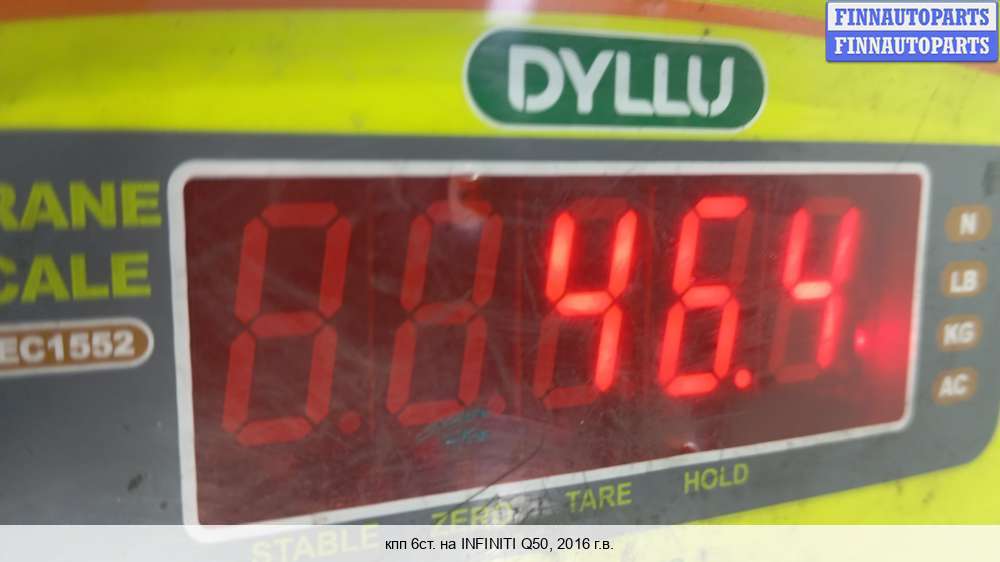 FINNAUTOPARTS
FINNAUTOPARTS
DYLLU
RANE
CALE
EC1552
46.4
N
LB
KG
AC
STABLE
ZERO
TARE
HOLD
кпп 6ст. на INFINITI Q50, 2016 г.в.